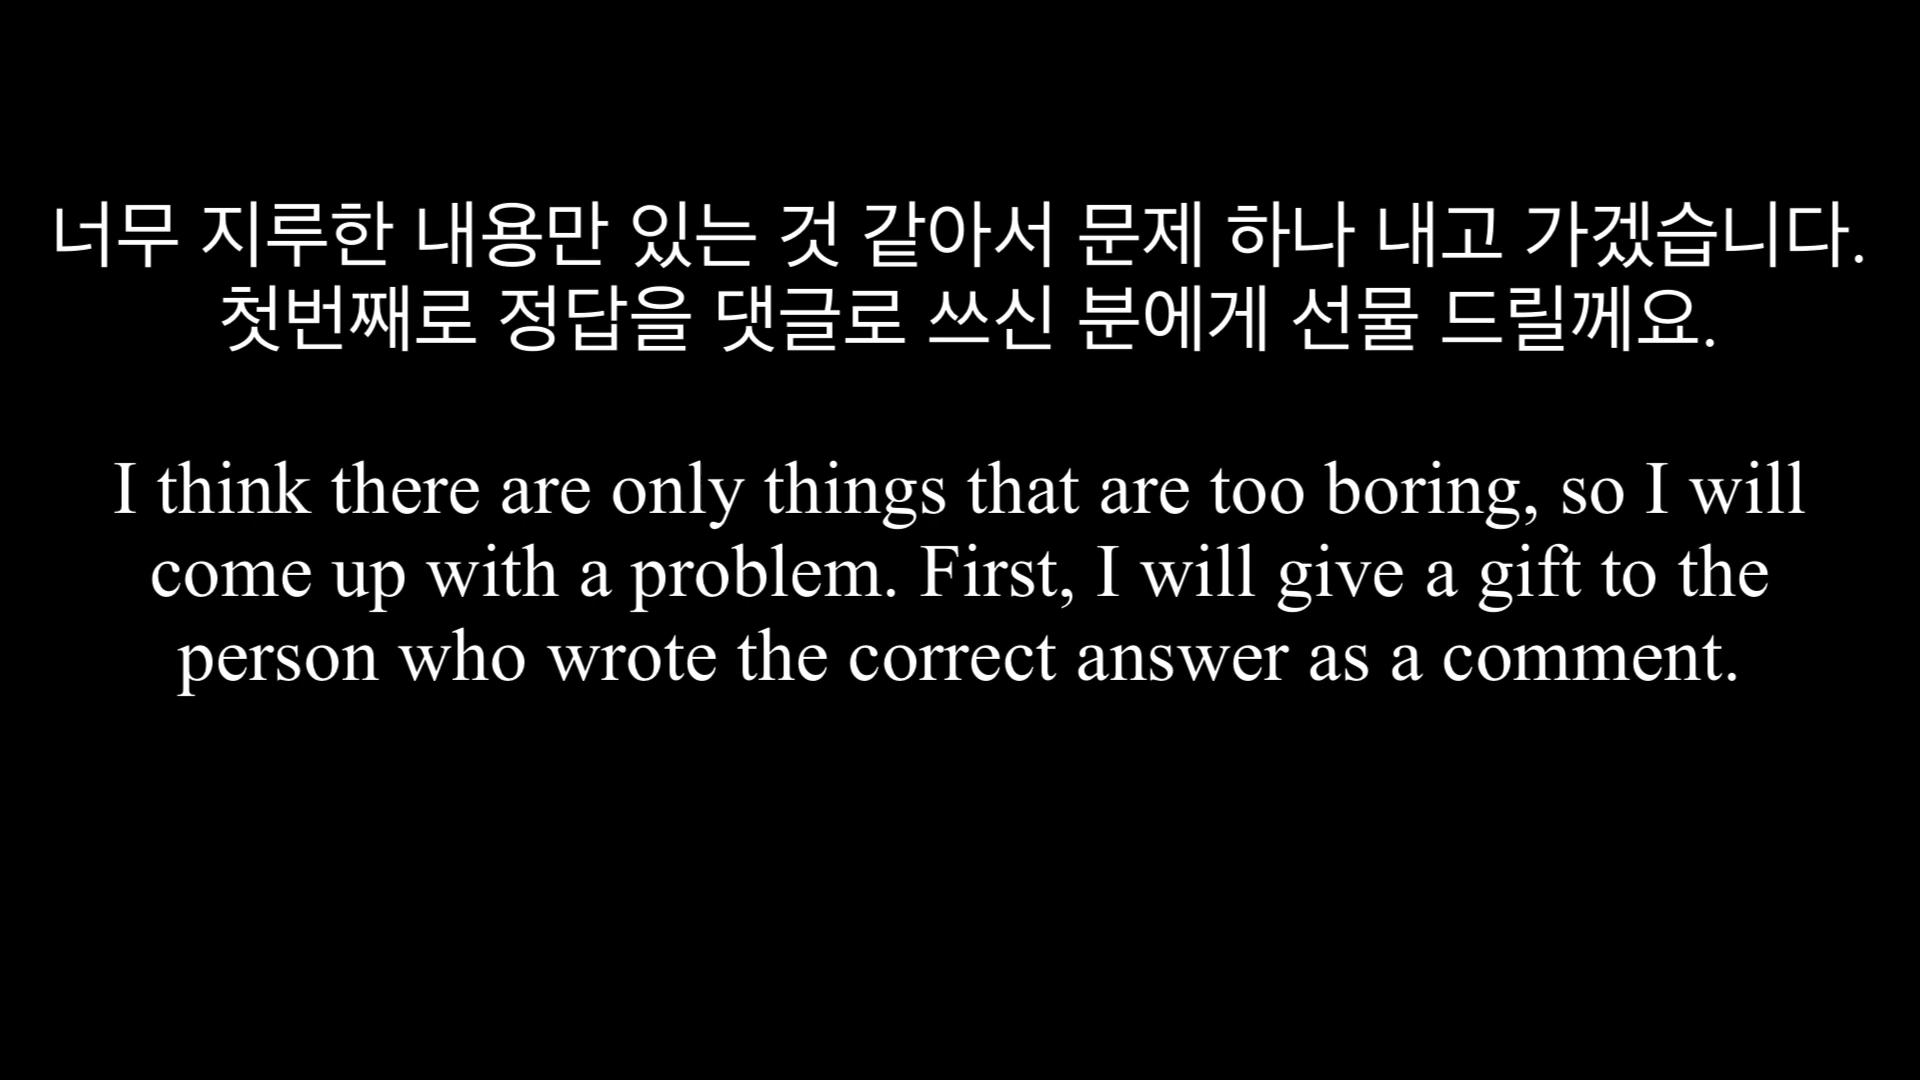 너무 지루한 내용만 있는 것 같아서 문제 하나 내고 가겠습니다.
첫번째로 정답을 댓글로 쓰신 분에게 선물 드릴께요.
I think there are only things that are too boring, so I will
come up with a problem. First, I will give a gift to the
person who wrote the correct answer as a comment.